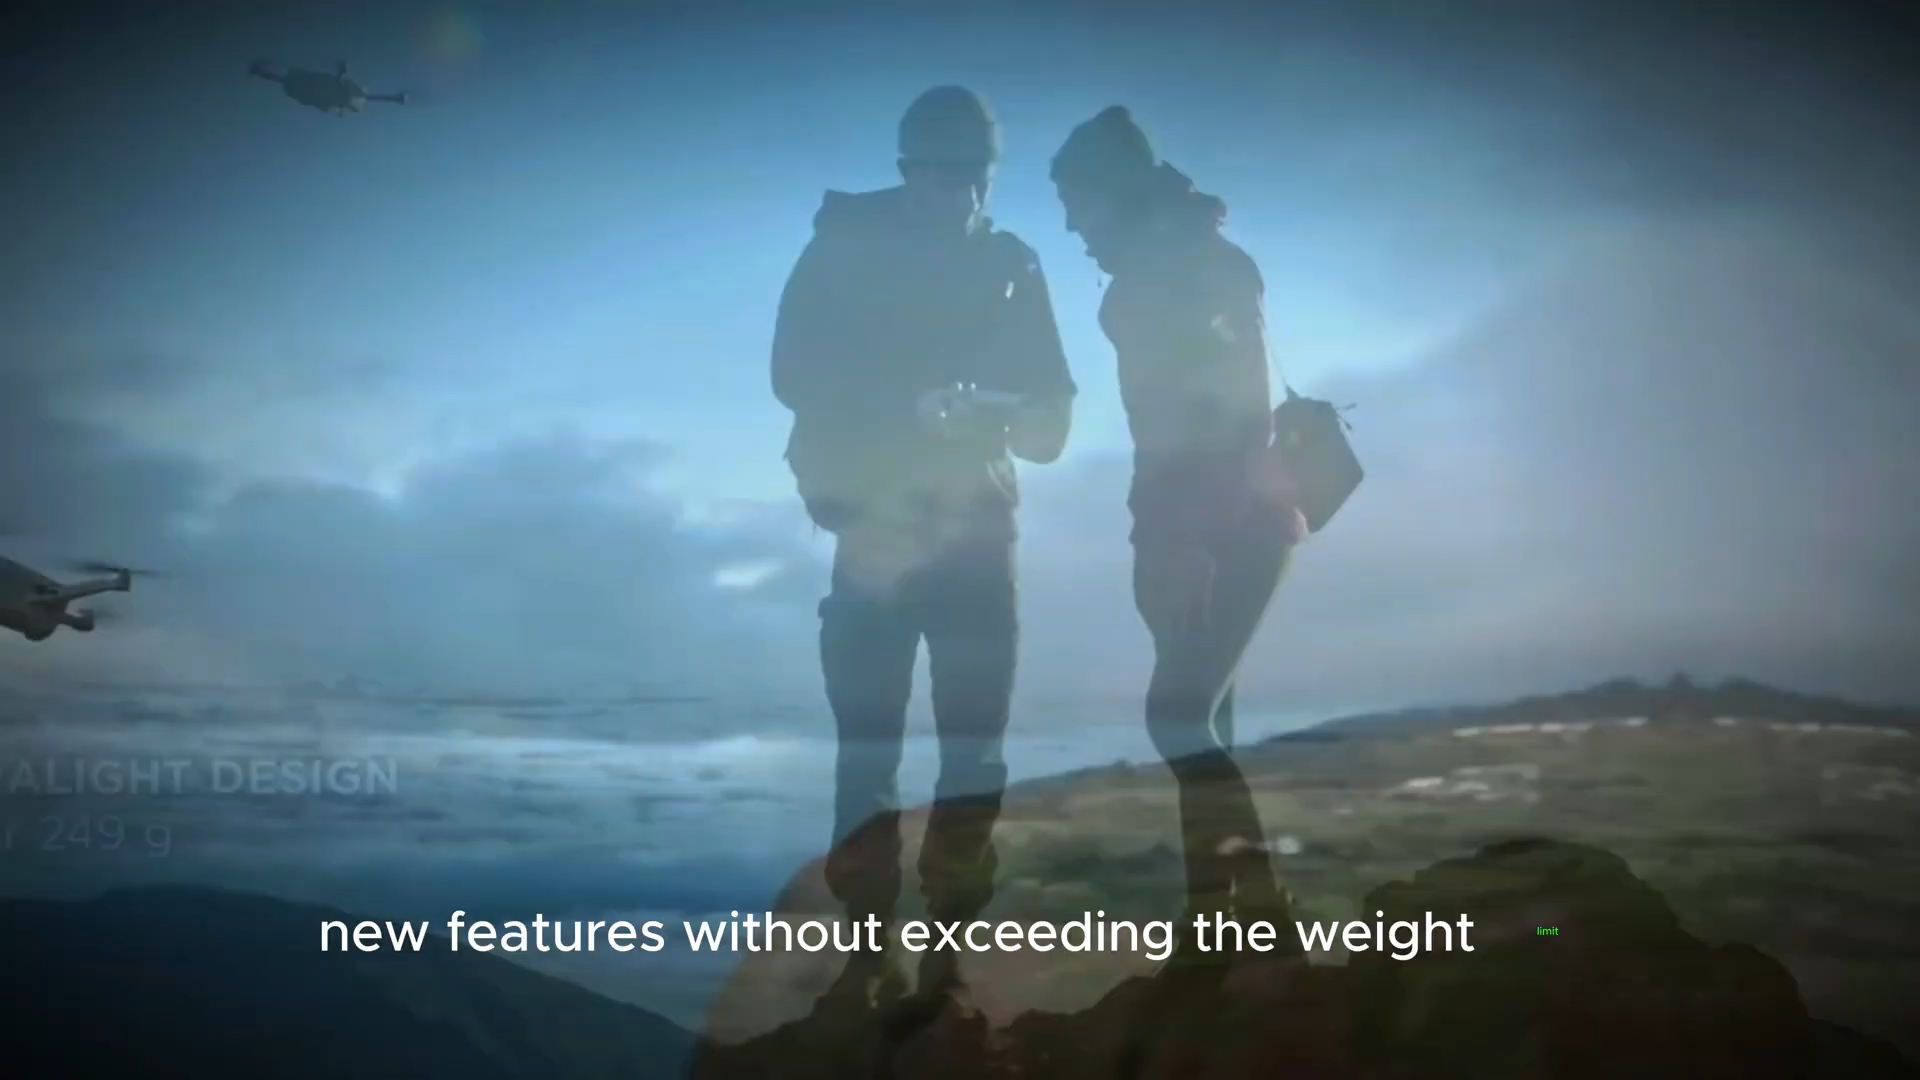 ALIGHT DESIGN
r 249 g
new features without exceeding the weight limit